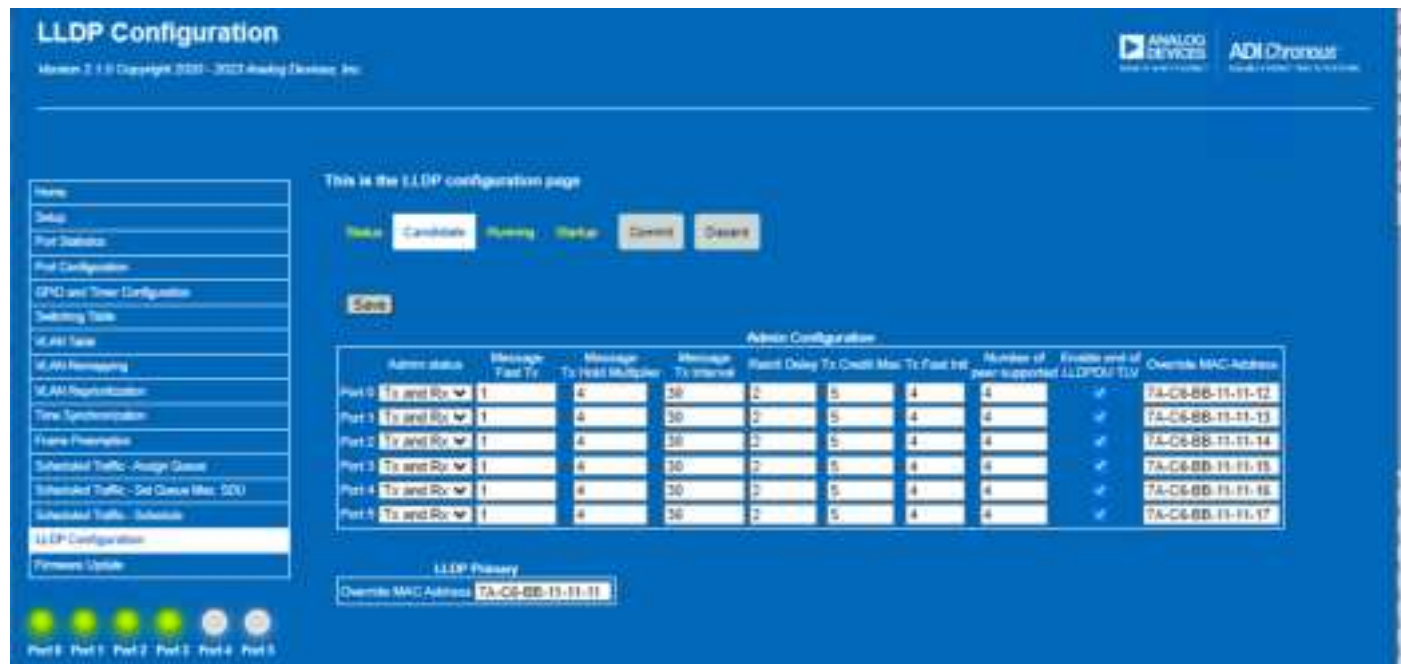 LLDP Configuration
Version 2.1.0 Copyright 2020 - 2023 Analog Devices, Inc.
ANALOG
DEVICES
ADI Chronous
This is the LLDP configuration page
Home
Setup
Port Statistics
Port Configuration
GPIO and Timer Configuration
Switching Table
VLAN Table
VLAN Remapping
VLAN Reprioritization
Time Synchronization
Frame Preemption
Scheduled Traffic - Assign Queue
Scheduled Traffic - Set Queue Max. SDU
Scheduled Traffic - Schedule
LLDP Configuration
Firmware Update
Status Candidate Running Startup Commit Discard
Save
Admin Configuration
Admin status Message Fast Tx Message Tx Hold Multiplier Message Tx Interval Reinit Delay Tx Credit Max Tx Fast Init Number of peer supported Enable end of LLDPDU TLV Override MAC Address
Port 0 Tx and Rx 1 4 30 2 5 4 4 7A-C6-BB-11-11-12
Port 1 Tx and Rx 1 4 30 2 5 4 4 7A-C6-BB-11-11-13
Port 2 Tx and Rx 1 4 30 2 5 4 4 7A-C6-BB-11-11-14
Port 3 Tx and Rx 1 4 30 2 5 4 4 7A-C6-BB-11-11-15
Port 4 Tx and Rx 1 4 30 2 5 4 4 7A-C6-BB-11-11-16
Port 5 Tx and Rx 1 4 30 2 5 4 4 7A-C6-BB-11-11-17
LLDP Primary
Override MAC Address 7A-C6-BB-11-11-11
Port 0 Port 1 Port 2 Port 3 Port 4 Port 5